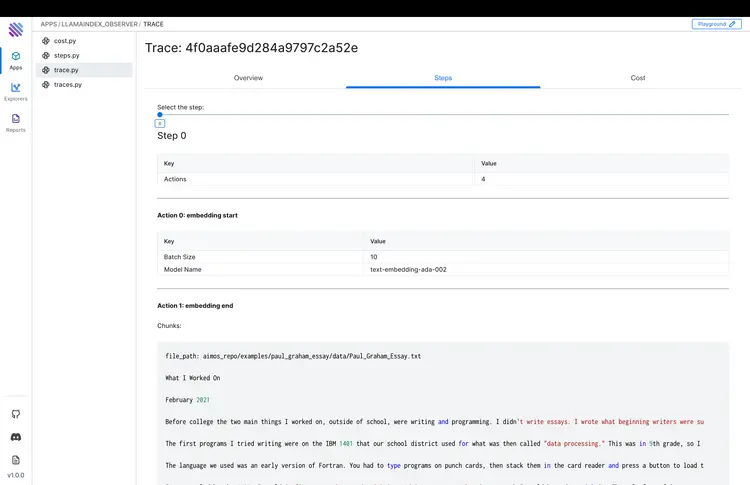 APPS / LLAMAINDEX_OBSERVER / TRACE
Playground
Apps
Explorers
Reports
v1.0.0
cost.py
steps.py
trace.py
traces.py
Trace: 4f0aaafe9d284a9797c2a52e
Overview Steps Cost
Select the step:
0
Step 0
Key Value
Actions 4
Action 0: embedding start
Key Value
Batch Size 10
Model Name text-embedding-ada-002
Action 1: embedding end
Chunks:
file_path: aimos_repo/examples/paul_graham_essay/data/Paul_Graham_Essay.txt
What I Worked On
February 2021
Before college the two main things I worked on, outside of school, were writing and programming. I didn't write essays. I wrote what beginning writers were su
The first programs I tried writing were on the IBM 1401 that our school district used for what was then called "data processing." This was in 9th grade, so I
The language we used was an early version of Fortran. You had to type programs on punch cards, then stack them in the card reader and press a button to load t